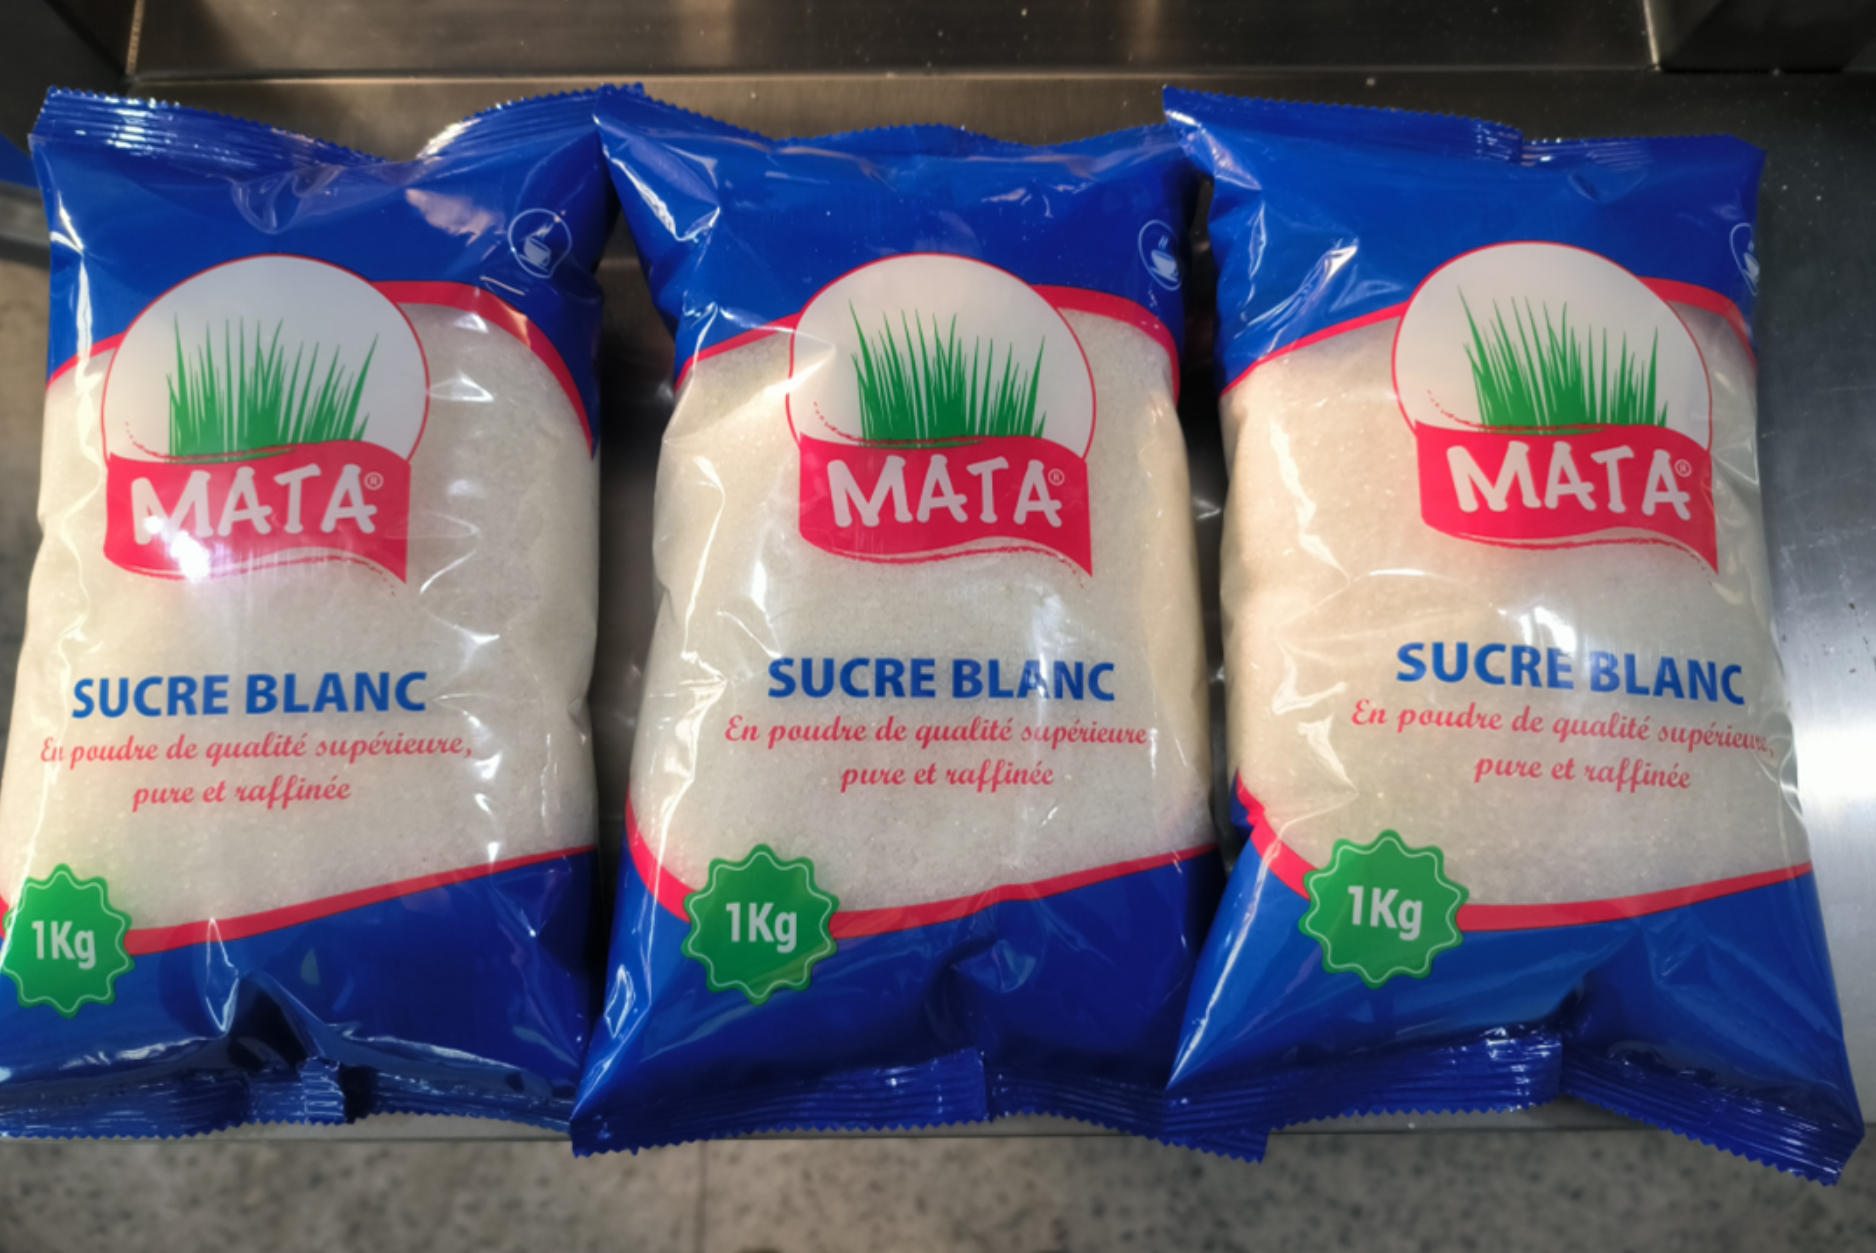 MATA®
SUCRE BLANC
En poudre de qualité supérieure,
pure et raffinée
1Kg
MATA®
SUCRE BLANC
En poudre de qualité supérieure
pure et raffinée
1Kg
MATA®
SUCRE BLANC
En poudre de qualité supérieure,
pure et raffinée
1Kg